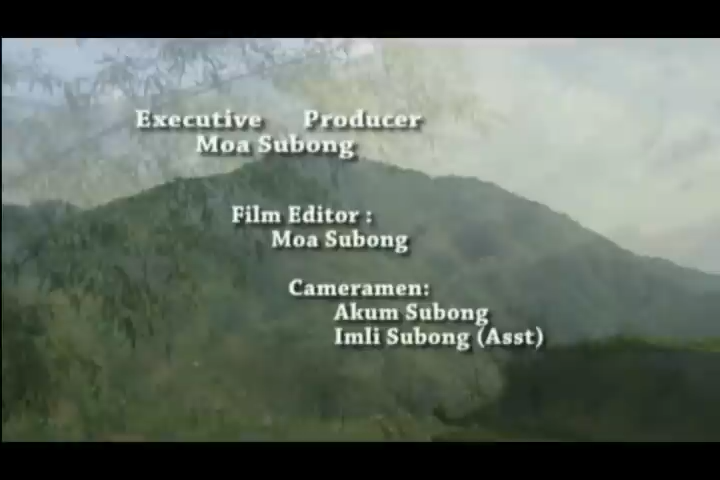 Executive Producer
Moa Subong
Film Editor :
Moa Subong
Cameramen:
Akum Subong
Imli Subong (Asst)